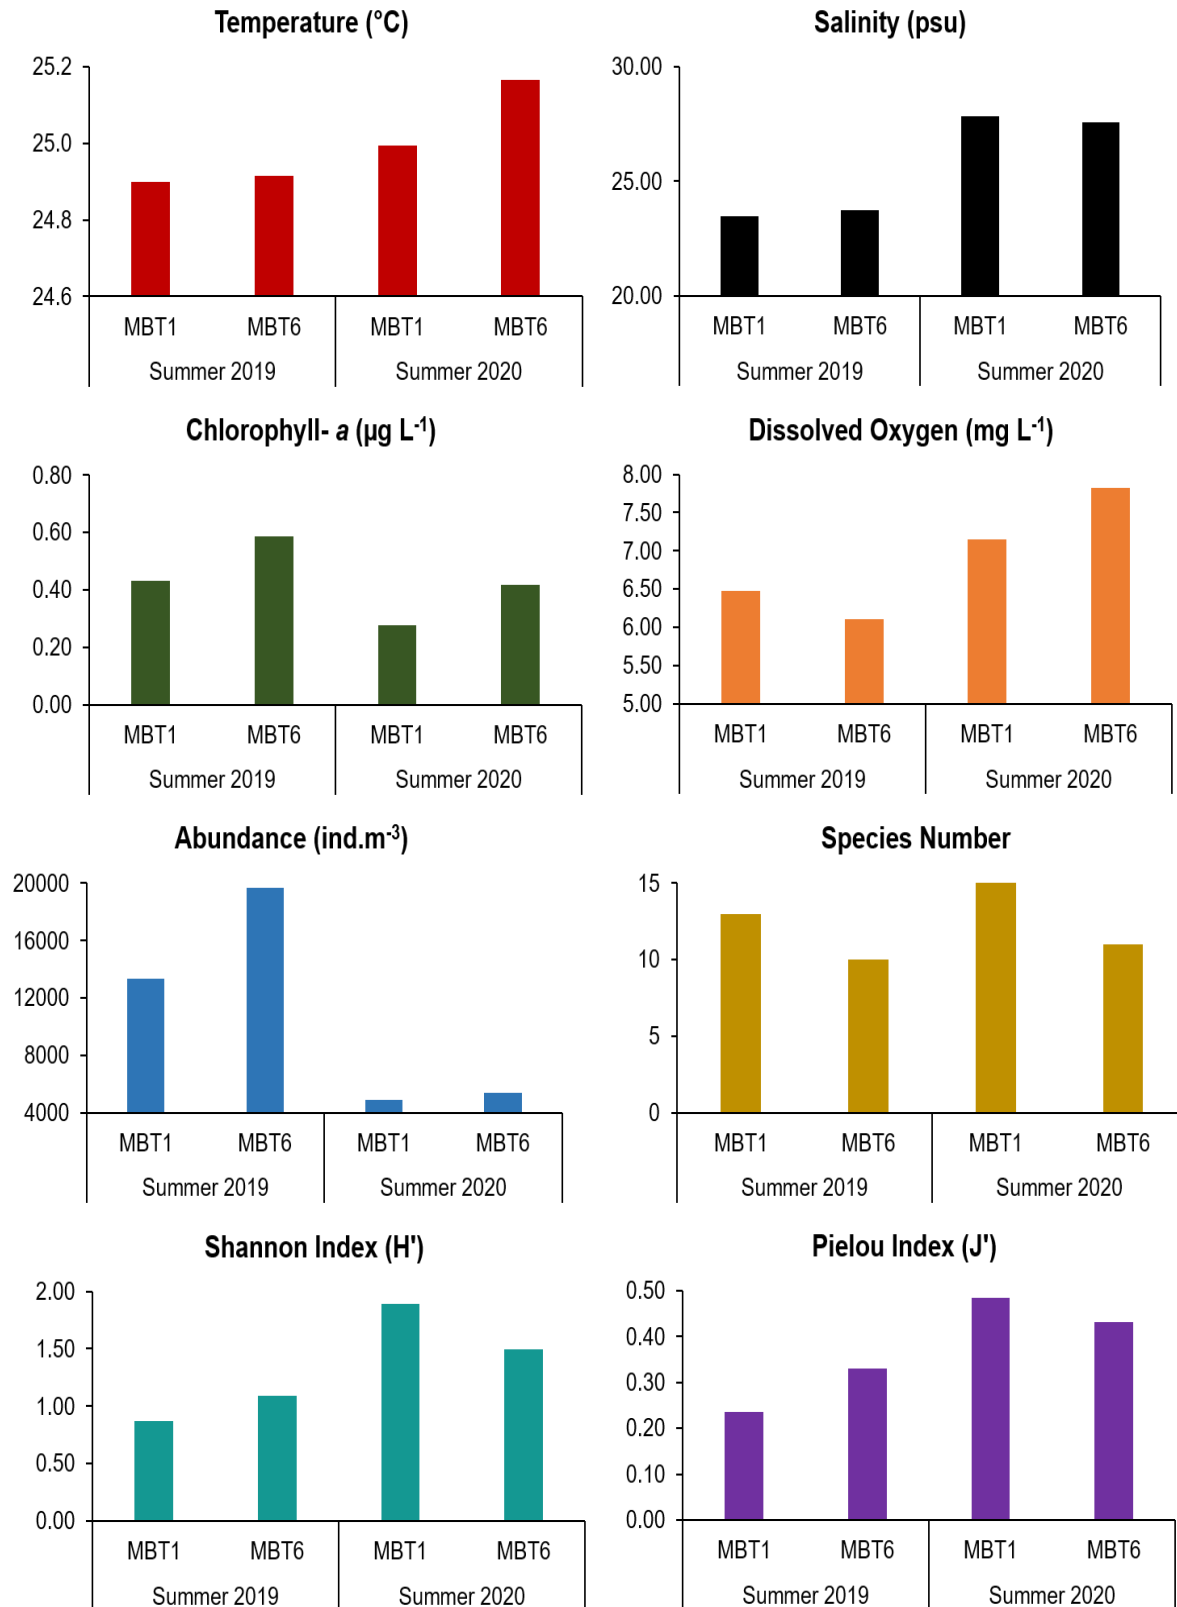 Temperature (°C)
25.2
25.0
24.8
24.6
MBT1 MBT6 MBT1 MBT6
Summer 2019 Summer 2020
Salinity (psu)
30.00
25.00
20.00
MBT1 MBT6 MBT1 MBT6
Summer 2019 Summer 2020
Chlorophyll- a (µg L-1)
0.80
0.60
0.40
0.20
0.00
MBT1 MBT6 MBT1 MBT6
Summer 2019 Summer 2020
Dissolved Oxygen (mg L-1)
8.00
7.50
7.00
6.50
6.00
5.50
5.00
MBT1 MBT6 MBT1 MBT6
Summer 2019 Summer 2020
Abundance (ind.m-3)
20000
16000
12000
8000
4000
MBT1 MBT6 MBT1 MBT6
Summer 2019 Summer 2020
Species Number
15
10
5
0
MBT1 MBT6 MBT1 MBT6
Summer 2019 Summer 2020
Shannon Index (H')
2.00
1.50
1.00
0.50
0.00
MBT1 MBT6 MBT1 MBT6
Summer 2019 Summer 2020
Pielou Index (J')
0.50
0.40
0.30
0.20
0.10
0.00
MBT1 MBT6 MBT1 MBT6
Summer 2019 Summer 2020